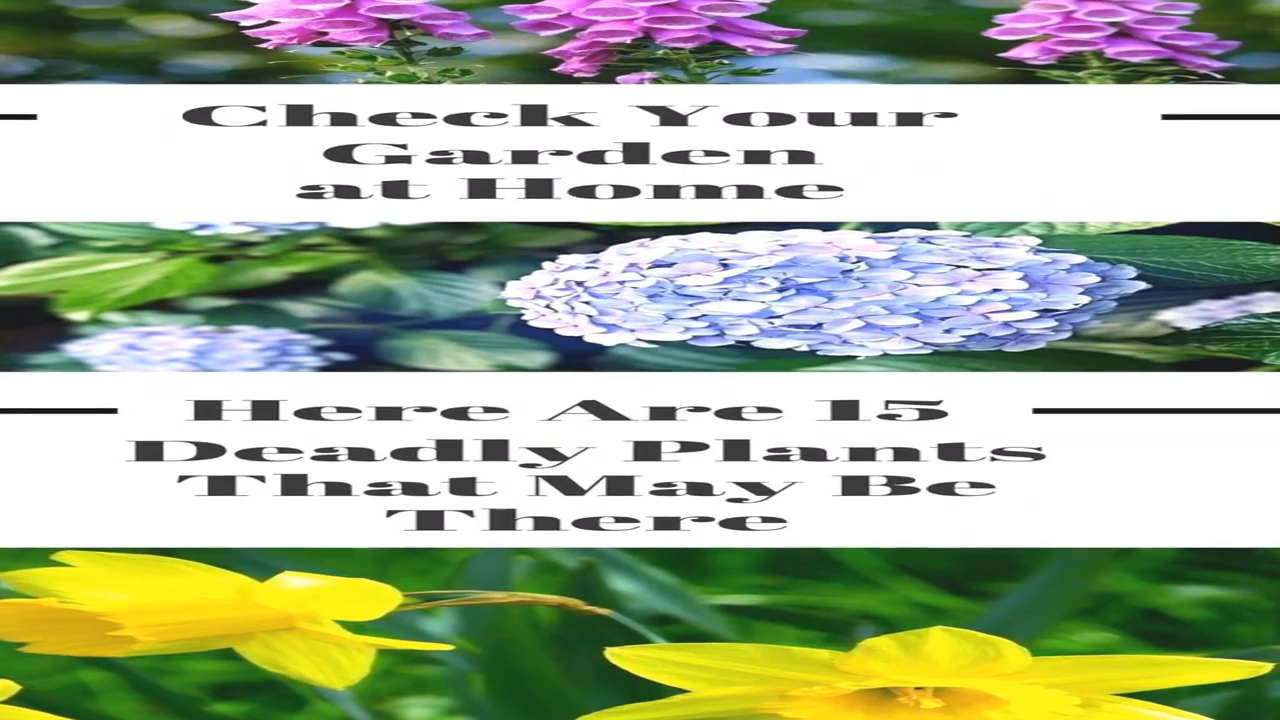 Check Your
Garden
at Home
Here Are 15
Deadly Plants
That May Be
There